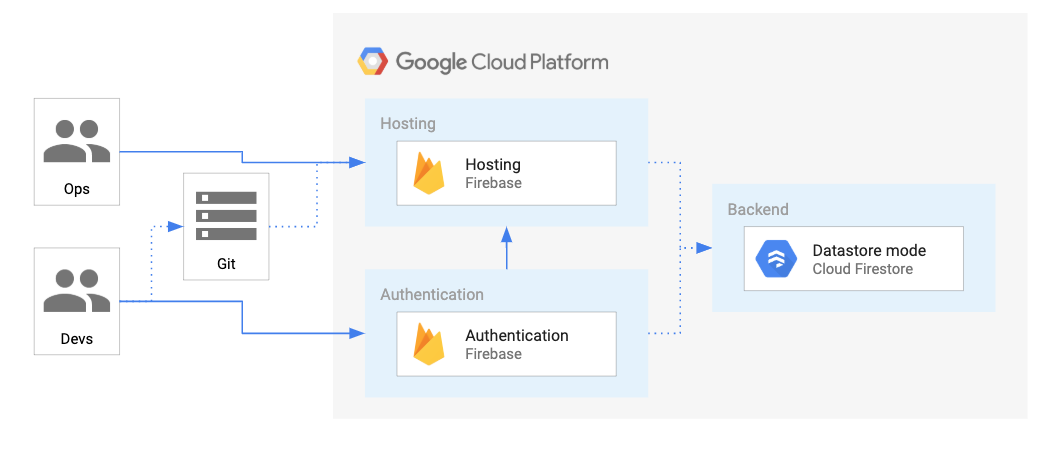 Google Cloud Platform
Ops
Git
Devs
Hosting
Hosting
Firebase
Authentication
Authentication
Firebase
Backend
Datastore mode
Cloud Firestore